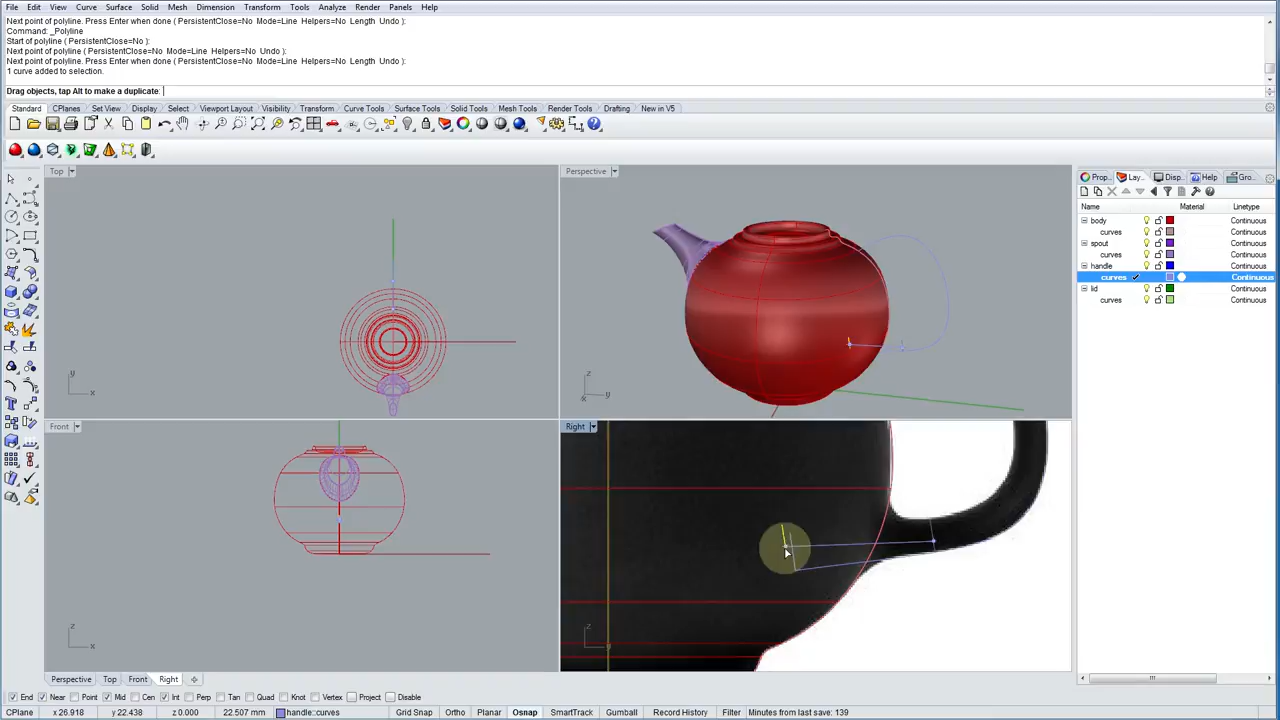 File Edit View Curve Surface Solid Mesh Dimension Transform Tools Analyze Render Panels Help
Next point of polyline. Press Enter when done ( PersistentClose=No Mode=Line Helpers=No Length Undo ):
Command: _Polyline
Start of polyline ( PersistentClose=No ):
Next point of polyline ( PersistentClose=No Mode=Line Helpers=No Undo ):
Next point of polyline. Press Enter when done ( PersistentClose=No Mode=Line Helpers=No Length Undo ):
1 curve added to selection.
Drag objects, tap Alt to make a duplicate:
Standard CPlanes Set View Display Select Viewport Layout Visibility Transform Curve Tools Surface Tools Solid Tools Mesh Tools Render Tools Drafting New in V5
Top
Perspective
Prop... Lay... Disp... Help Gro...
Name Material Linetype
body Continuous
curves Continuous
spout Continuous
curves Continuous
handle Continuous
curves Continuous
lid Continuous
curves Continuous
y
x
z
x y
Front
Right
z
x
z
y
Perspective Top Front Right
End Near Point Mid Cen Int Perp Tan Quad Knot Vertex Project Disable
CPlane x 26.918 y 22.438 z 0.000 22.507 mm handle::curves Grid Snap Ortho Planar Osnap SmartTrack Gumball Record History Filter Minutes from last save: 139